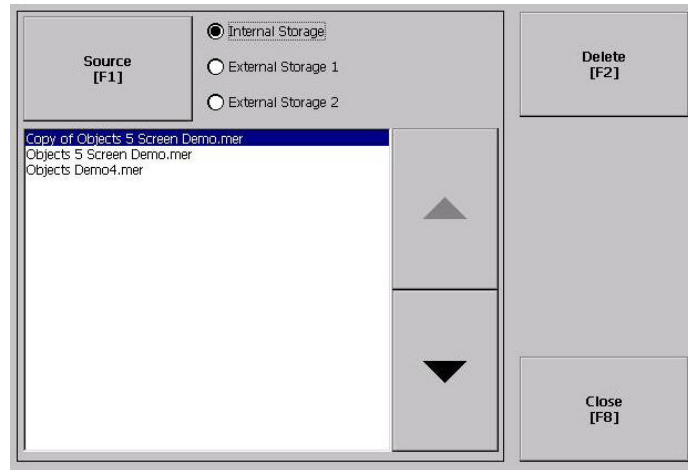 Source
[F1]
Internal Storage
External Storage 1
External Storage 2
Delete
[F2]
Copy of Objects 5 Screen Demo.mer
Objects 5 Screen Demo.mer
Objects Demo4.mer
Close
[F8]